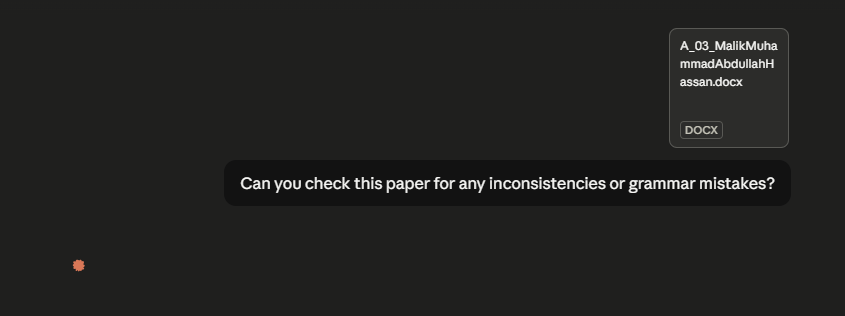 A_03_MalikMuha
mmadAbdullahH
assan.docx
DOCX
Can you check this paper for any inconsistencies or grammar mistakes?